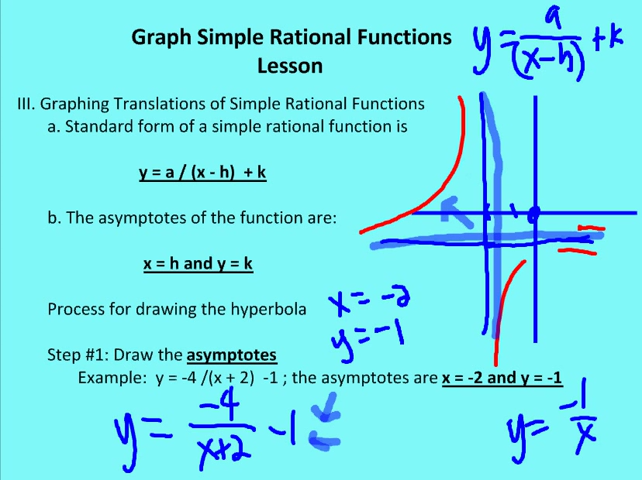 Graph Simple Rational Functions
Lesson
y = a/(x-h) + k
III. Graphing Translations of Simple Rational Functions
a. Standard form of a simple rational function is
y = a / (x - h) + k
b. The asymptotes of the function are:
x = h and y = k
Process for drawing the hyperbola
x = -2
y = -1
Step #1: Draw the asymptotes
Example: y = -4 /(x + 2) -1 ; the asymptotes are x = -2 and y = -1
y = -4/x+2 -1
y = -1/x